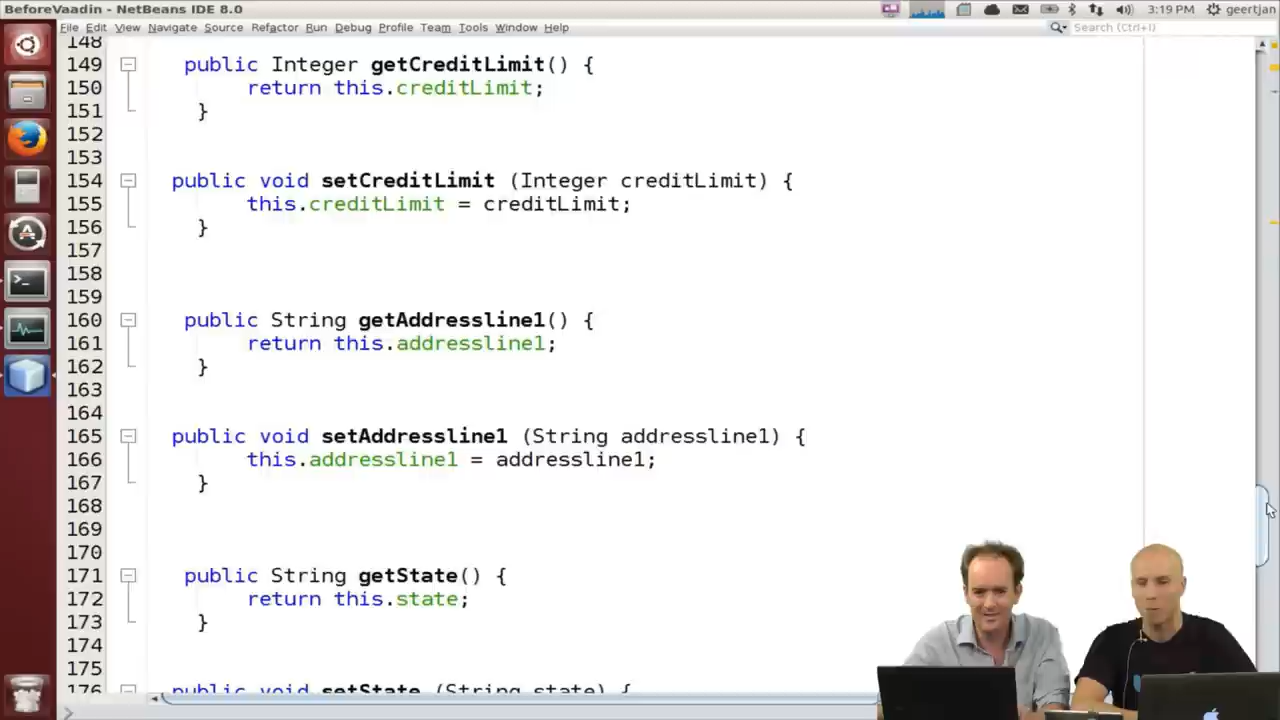 BeforeVaadin - NetBeans IDE 8.0
3:19 PM
geertjan
File Edit View Navigate Source Refactor Run Debug Profile Team Tools Window Help
Search (Ctrl+I)
148
149 public Integer getCreditLimit() {
150 return this.creditLimit;
151 }
152
153
154 public void setCreditLimit (Integer creditLimit) {
155 this.creditLimit = creditLimit;
156 }
157
158
159
160 public String getAddressline1() {
161 return this.addressline1;
162 }
163
164
165 public void setAddressline1 (String addressline1) {
166 this.addressline1 = addressline1;
167 }
168
169
170
171 public String getState() {
172 return this.state;
173 }
174
175
176 public void setState (String state) {